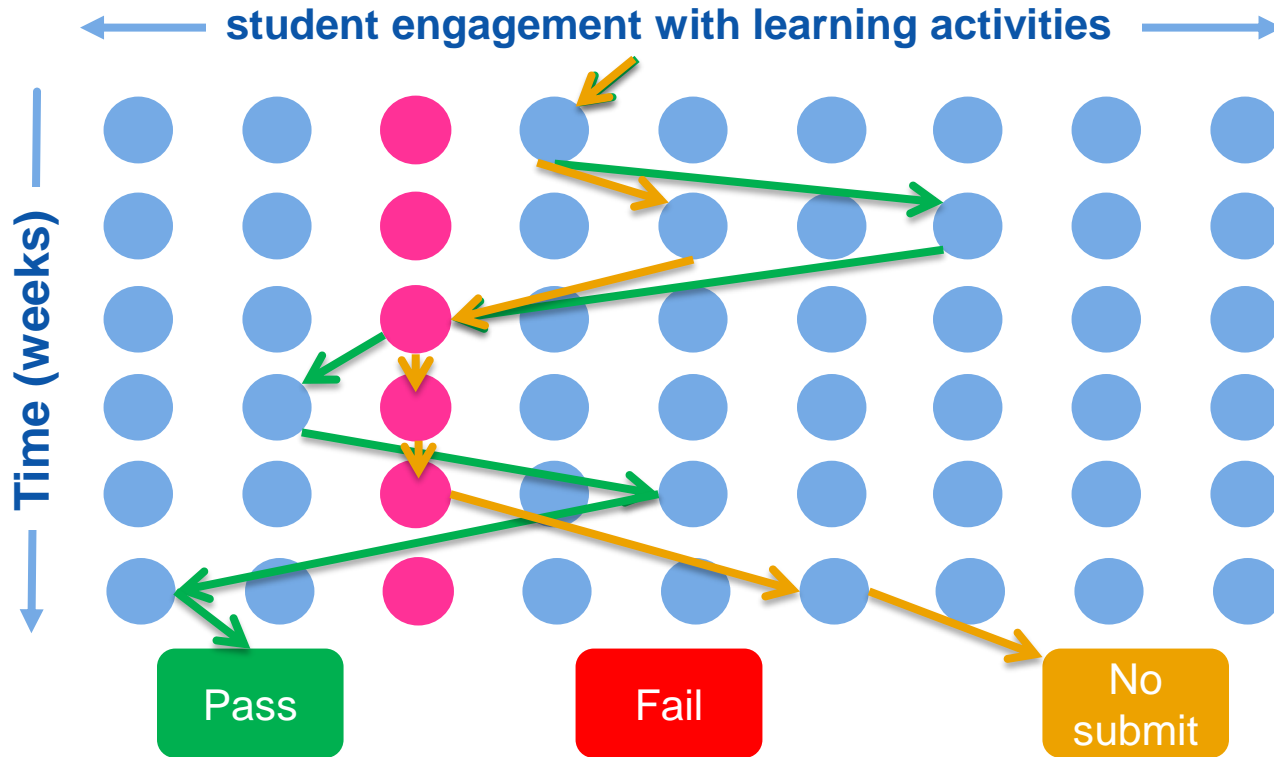 student engagement with learning activities
Time (weeks)
Pass
Fail
No
submit